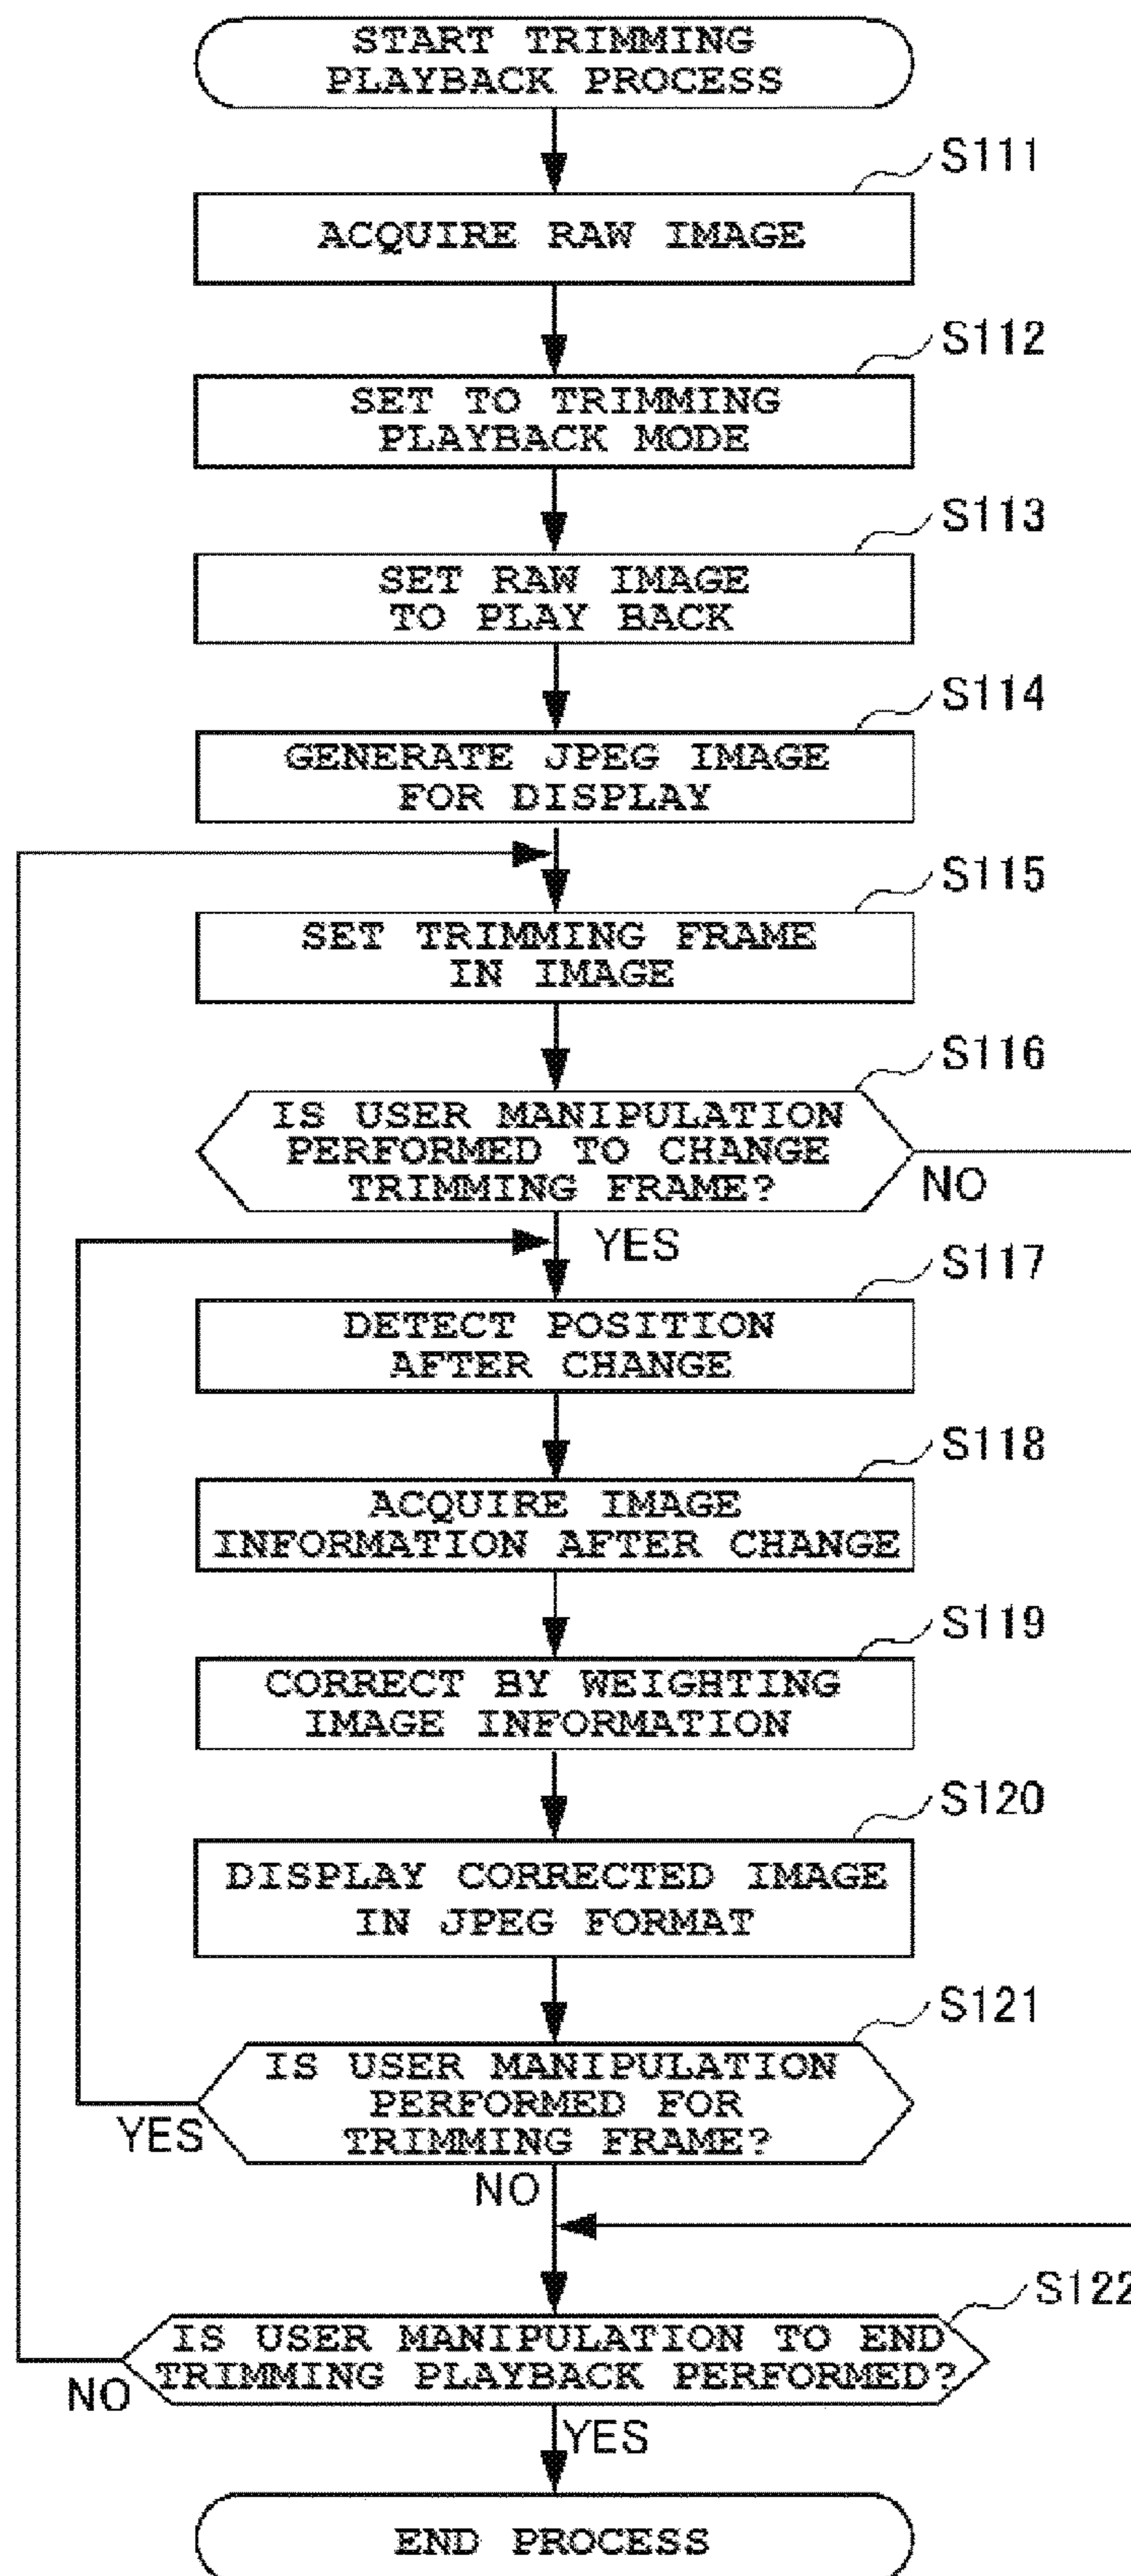 START TRIMMING
PLAYBACK PROCESS
S111
ACQUIRE RAW IMAGE
S112
SET TO TRIMMING
PLAYBACK MODE
S113
SET RAW IMAGE
TO PLAY BACK
S114
GENERATE JPEG IMAGE
FOR DISPLAY
S115
SET TRIMMING FRAME
IN IMAGE
S116
IS USER MANIPULATION
PERFORMED TO CHANGE
TRIMMING FRAME?
NO
YES
S117
DETECT POSITION
AFTER CHANGE
S118
ACQUIRE IMAGE
INFORMATION AFTER CHANGE
S119
CORRECT BY WEIGHTING
IMAGE INFORMATION
S120
DISPLAY CORRECTED IMAGE
IN JPEG FORMAT
S121
IS USER MANIPULATION
PERFORMED FOR
TRIMMING FRAME?
YES
NO
S122
IS USER MANIPULATION TO END
TRIMMING PLAYBACK PERFORMED?
NO
YES
END PROCESS